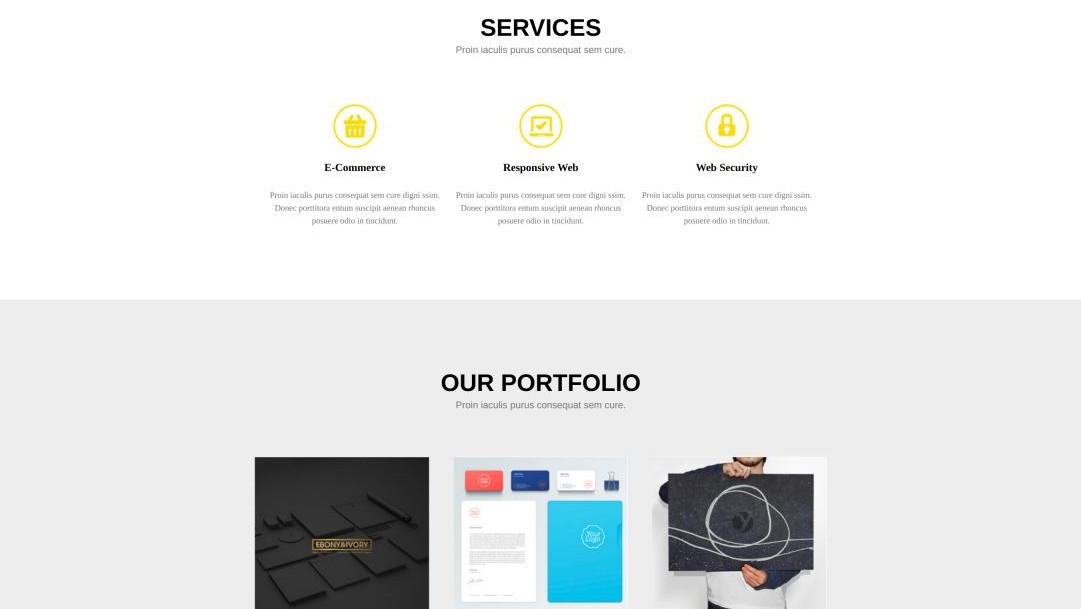 SERVICES
Proin iaculis purus consequat sem cure.
E-Commerce
Proin iaculis purus consequat sem cure digni ssim.
Donec porttitora entum suscipit aenean rhoncus
posuere odio in tincidunt.
Responsive Web
Proin iaculis purus consequat sem cure digni ssim.
Donec porttitora entum suscipit aenean rhoncus
posuere odio in tincidunt.
Web Security
Proin iaculis purus consequat sem cure digni ssim.
Donec porttitora entum suscipit aenean rhoncus
posuere odio in tincidunt.
OUR PORTFOLIO
Proin iaculis purus consequat sem cure.
EBONY&IVORY
Your
Logo